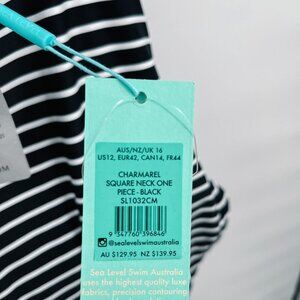 AUS/NZ/UK 16
US12, EUR42, CAN14, FR44
CHARMAREL
SQUARE NECK ONE
PIECE - BLACK
SL1032CM
9 347760 396846
@sealevelswimaustralia
AU $129.95 NZ $139.95
Sea Level Swim Australia
uses the highest quality luxe
fabrics, precision contouring